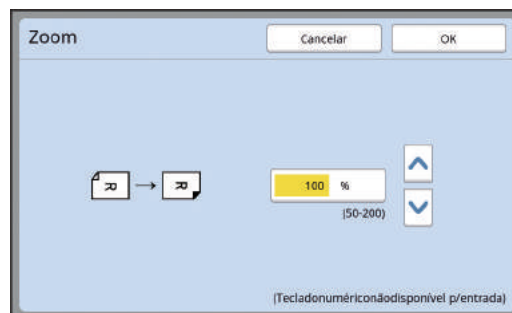 Zoom
Cancelar
OK
R → R
100 %
(50-200)
(Tecladonumériconãodisponível p/entrada)